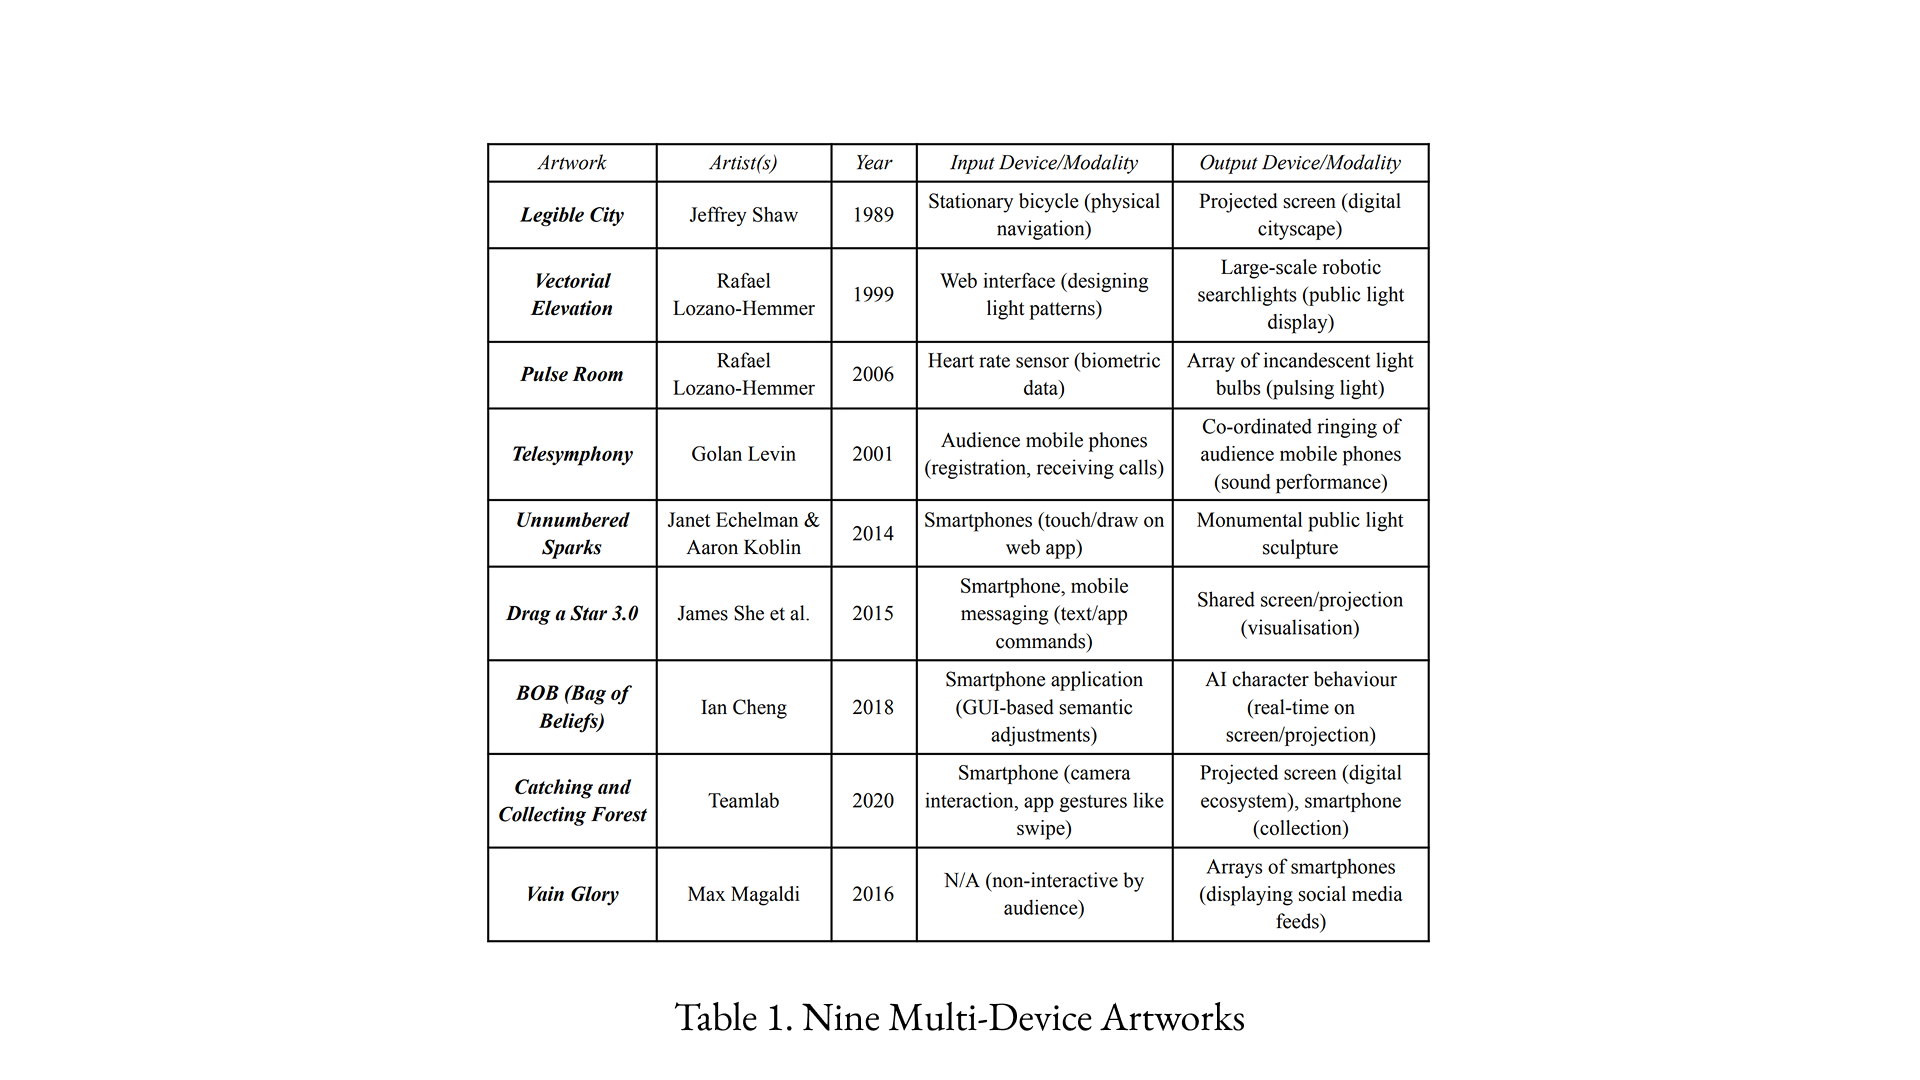 Artwork
Artist(s)
Year
Input Device/Modality
Output Device/Modality
Legible City
Jeffrey Shaw
1989
Stationary bicycle (physical
navigation)
Projected screen (digital
cityscape)
Vectorial
Elevation
Rafael
Lozano-Hemmer
1999
Web interface (designing
light patterns)
Large-scale robotic
searchlights (public light
display)
Pulse Room
Rafael
Lozano-Hemmer
2006
Heart rate sensor (biometric
data)
Array of incandescent light
bulbs (pulsing light)
Telesymphony
Golan Levin
2001
Audience mobile phones
(registration, receiving calls)
Co-ordinated ringing of
audience mobile phones
(sound performance)
Unnumbered
Sparks
Janet Echelman &
Aaron Koblin
2014
Smartphones (touch/draw on
web app)
Monumental public light
sculpture
Drag a Star 3.0
James She et al.
2015
Smartphone, mobile
messaging (text/app
commands)
Shared screen/projection
(visualisation)
BOB (Bag of
Beliefs)
Ian Cheng
2018
Smartphone application
(GUI-based semantic
adjustments)
AI character behaviour
(real-time on
screen/projection)
Catching and
Collecting Forest
Teamlab
2020
Smartphone (camera
interaction, app gestures like
swipe)
Projected screen (digital
ecosystem), smartphone
(collection)
Vain Glory
Max Magaldi
2016
N/A (non-interactive by
audience)
Arrays of smartphones
(displaying social media
feeds)
Table 1. Nine Multi-Device Artworks